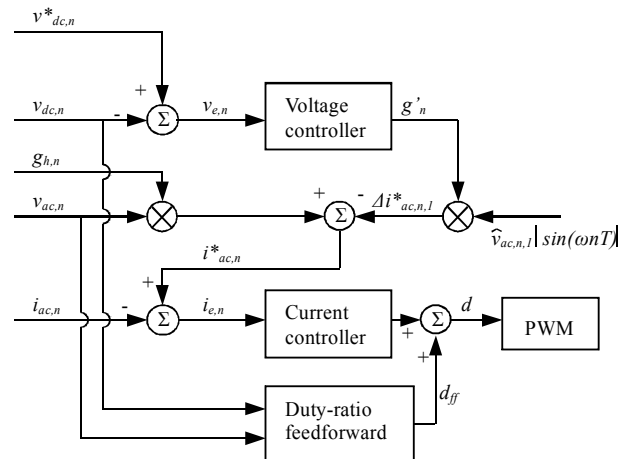 v*dc,n
+
vdc,n
-
Σ
ve,n
Voltage
controller
g'n
gh,n
vac,n
+
Σ
-
Δi*ac,n,1
v̂ac,n,1 | sin(ωnT)|
i*ac,n
+
iac,n
-
Σ
ie,n
Current
controller
+
Σ
+
d
PWM
dff
Duty-ratio
feedforward